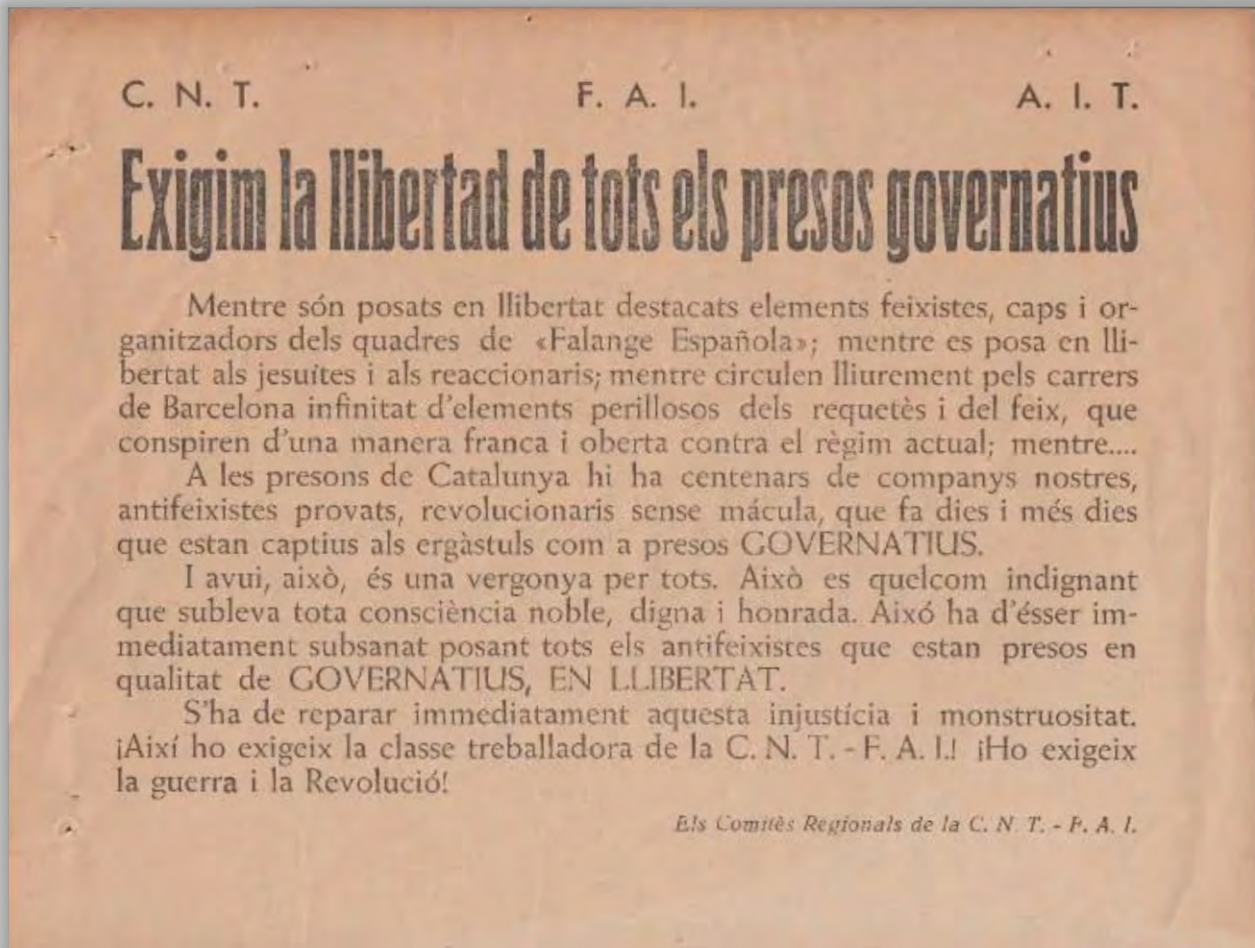 C. N. T. F. A. I. A. I. T.
Exigim la llibertad de tots els presos governatius
Mentre són posats en llibertat destacats elements feixistes, caps i or-
ganitzadors dels quadres de «Falange Española»; mentre es posa en lli-
bertat als jesuítes i als reaccionaris; mentre circulen lliurement pels carrers
de Barcelona infinitat d'elements perillosos dels requetès i del feix, que
conspiren d'una manera franca i oberta contra el règim actual; mentre....
A les presons de Catalunya hi ha centenars de companys nostres,
antifeixistes provats, revolucionaris sense mácula, que fa dies i més dies
que estan captius als ergàstuls com a presos GOVERNATIUS.
I avui, això, és una vergonya per tots. Això es quelcom indignant
que subleva tota consciència noble, digna i honrada. Aixó ha d'ésser im-
mediatament subsanat posant tots els antifeixistes que estan presos en
qualitat de GOVERNATIUS, EN LLIBERTAT.
S'ha de reparar immediatament aquesta injustícia i monstruositat.
¡Així ho exigeix la classe treballadora de la C. N. T. - F. A. I.! ¡Ho exigeix
la guerra i la Revolució!
Els Comitès Regionals de la C. N. T. - F. A. I.